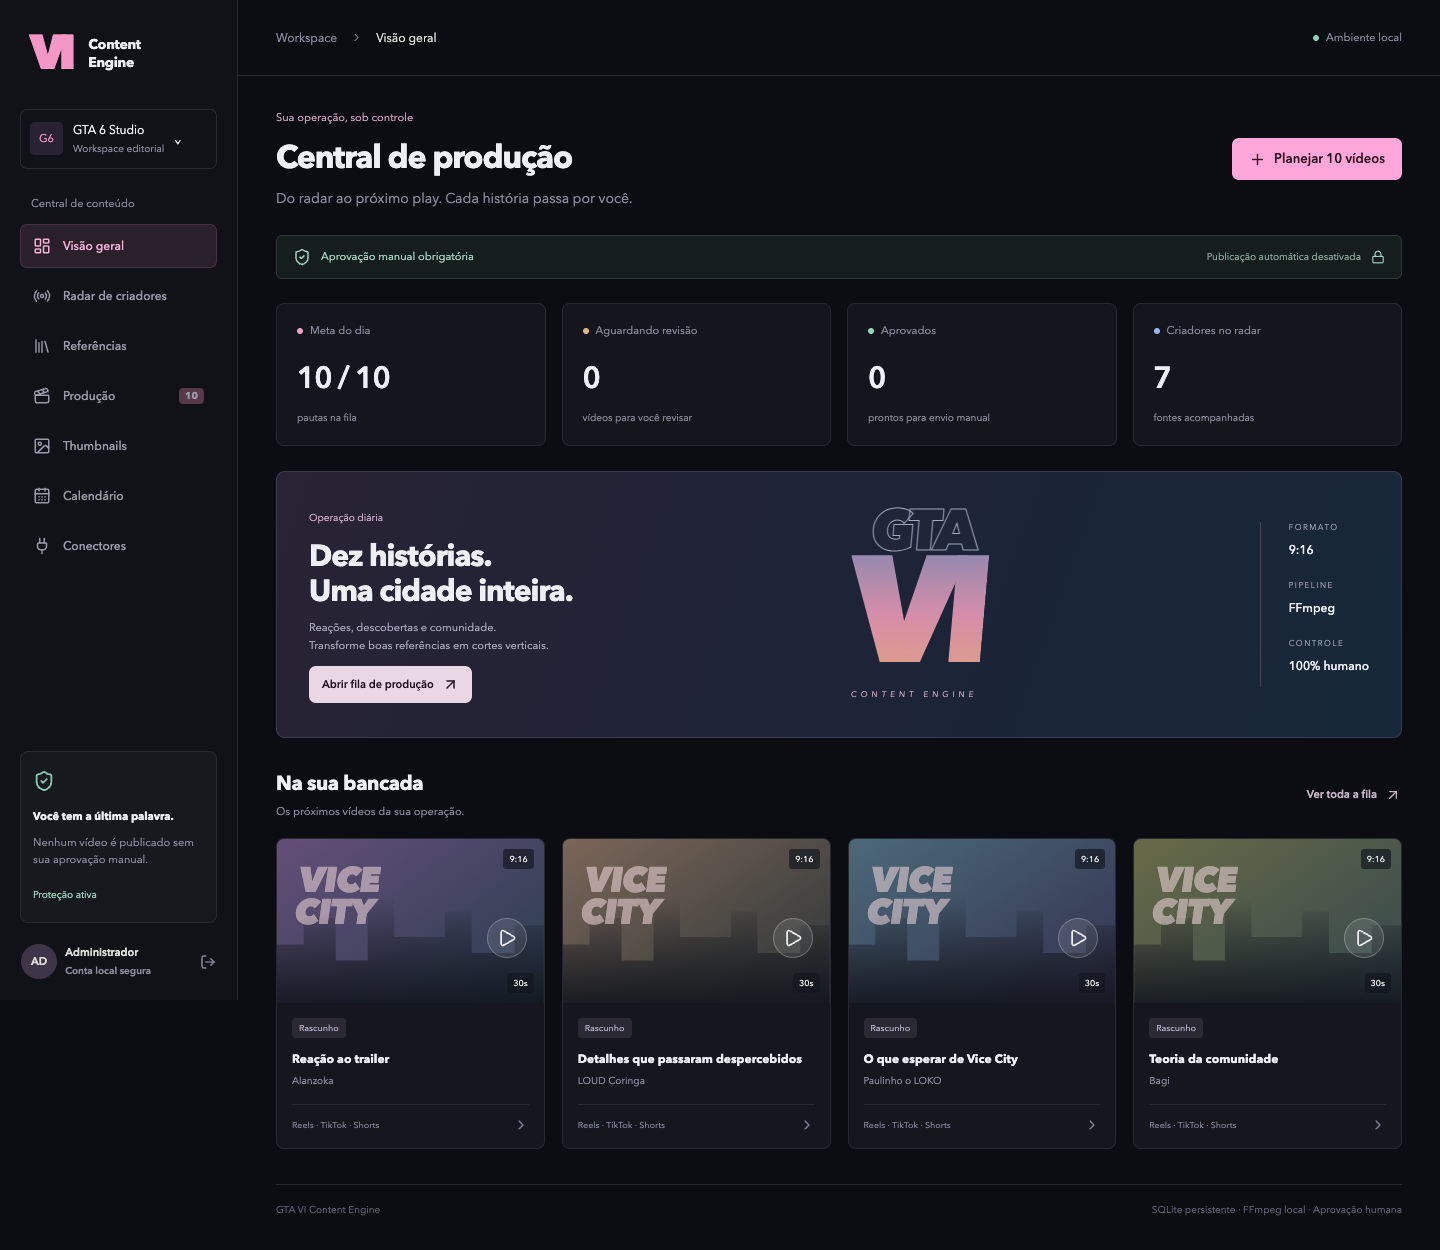 VI
Content
Engine
G6
GTA 6 Studio
Workspace editorial
Central de conteúdo
Visão geral
Radar de criadores
Referências
Produção
10
Thumbnails
Calendário
Conectores
Você tem a última palavra.
Nenhum vídeo é publicado sem
sua aprovação manual.
Proteção ativa
AD
Administrador
Conta local segura
Workspace
Visão geral
Ambiente local
Sua operação, sob controle
Central de produção
Do radar ao próximo play. Cada história passa por você.
Planejar 10 vídeos
Aprovação manual obrigatória
Publicação automática desativada
Meta do dia
10 / 10
pautas na fila
Aguardando revisão
0
vídeos para você revisar
Aprovados
0
prontos para envio manual
Criadores no radar
7
fontes acompanhadas
Operação diária
Dez histórias.
Uma cidade inteira.
Reações, descobertas e comunidade.
Transforme boas referências em cortes verticais.
Abrir fila de produção
GTA
VI
CONTENT ENGINE
FORMATO
9:16
PIPELINE
FFmpeg
CONTROLE
100% humano
Na sua bancada
Os próximos vídeos da sua operação.
Ver toda a fila
9:16
VICE
CITY
30s
Rascunho
Reação ao trailer
Alanzoka
Reels · TikTok · Shorts
9:16
VICE
CITY
30s
Rascunho
Detalhes que passaram despercebidos
LOUD Coringa
Reels · TikTok · Shorts
9:16
VICE
CITY
30s
Rascunho
O que esperar de Vice City
Paulinho o LOKO
Reels · TikTok · Shorts
9:16
VICE
CITY
30s
Rascunho
Teoria da comunidade
Bagi
Reels · TikTok · Shorts
GTA VI Content Engine
SQLite persistente · FFmpeg local · Aprovação humana